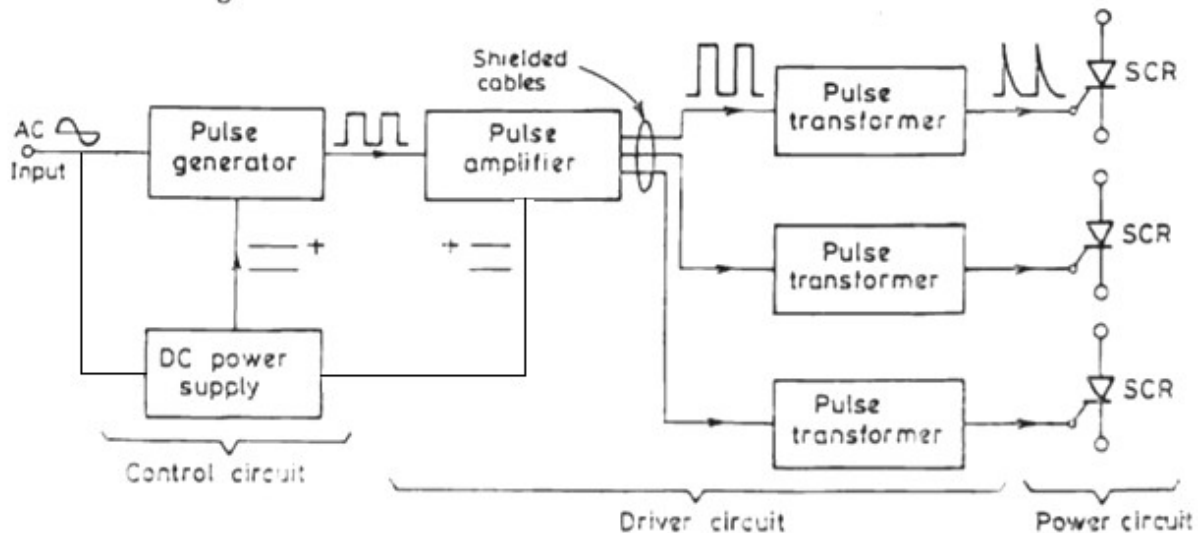 Shielded
cables
AC
Input
Pulse
generator
Pulse
amplifier
Pulse
transformer
SCR
+
+
Pulse
transformer
SCR
DC power
supply
Pulse
transformer
SCR
Control circuit
Driver circuit
Power circuit